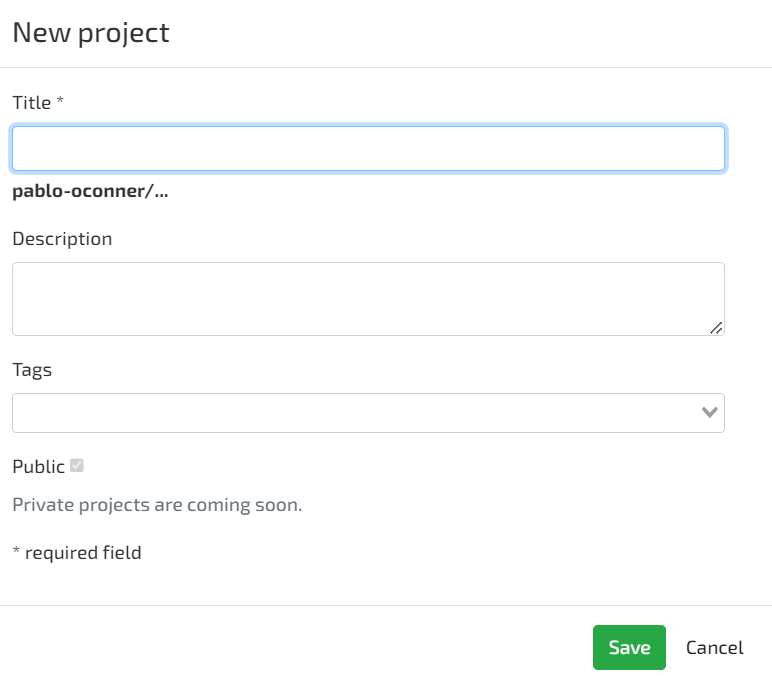 New project
Title *
pablo-oconner/...
Description
Tags
Public
Private projects are coming soon.
* required field
Save Cancel